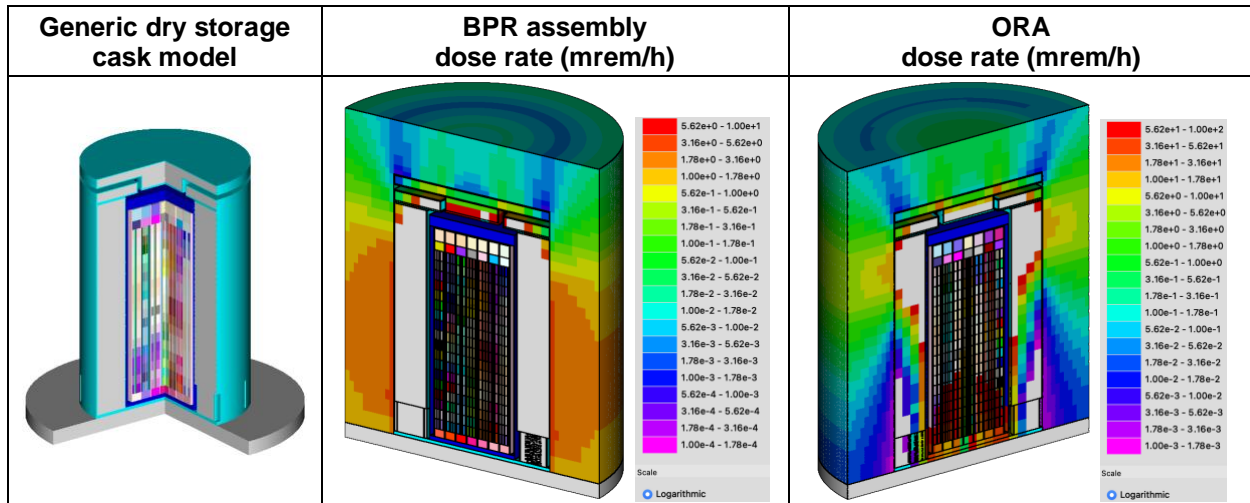 Generic dry storage
cask model
BPR assembly
dose rate (mrem/h)
ORA
dose rate (mrem/h)
5.62e+0 - 1.00e+1
3.16e+0 - 5.62e+0
1.78e+0 - 3.16e+0
1.00e+0 - 1.78e+0
5.62e-1 - 1.00e+0
3.16e-1 - 5.62e-1
1.78e-1 - 3.16e-1
1.00e-1 - 1.78e-1
5.62e-2 - 1.00e-1
3.16e-2 - 5.62e-2
1.78e-2 - 3.16e-2
1.00e-2 - 1.78e-2
5.62e-3 - 1.00e-2
3.16e-3 - 5.62e-3
1.78e-3 - 3.16e-3
1.00e-3 - 1.78e-3
5.62e-4 - 1.00e-3
3.16e-4 - 5.62e-4
1.78e-4 - 3.16e-4
1.00e-4 - 1.78e-4
Scale
Logarithmic
5.62e+1 - 1.00e+2
3.16e+1 - 5.62e+1
1.78e+1 - 3.16e+1
1.00e+1 - 1.78e+1
5.62e+0 - 1.00e+1
3.16e+0 - 5.62e+0
1.78e+0 - 3.16e+0
1.00e+0 - 1.78e+0
5.62e-1 - 1.00e+0
3.16e-1 - 5.62e-1
1.78e-1 - 3.16e-1
1.00e-1 - 1.78e-1
5.62e-2 - 1.00e-1
3.16e-2 - 5.62e-2
1.78e-2 - 3.16e-2
1.00e-2 - 1.78e-2
5.62e-3 - 1.00e-2
3.16e-3 - 5.62e-3
1.78e-3 - 3.16e-3
1.00e-3 - 1.78e-3
Scale
Logarithmic